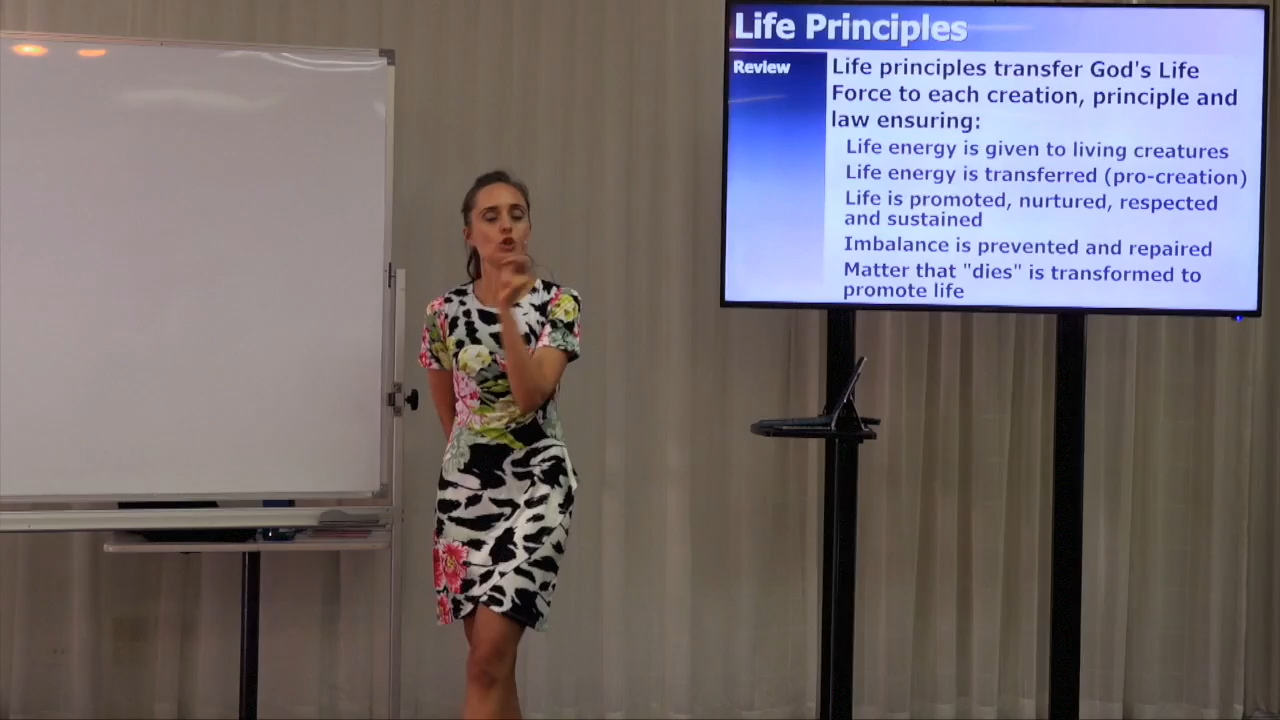 Life Principles
Review
Life principles transfer God's Life
Force to each creation, principle and
law ensuring:
Life energy is given to living creatures
Life energy is transferred (pro-creation)
Life is promoted, nurtured, respected
and sustained
Imbalance is prevented and repaired
Matter that "dies" is transformed to
promote life